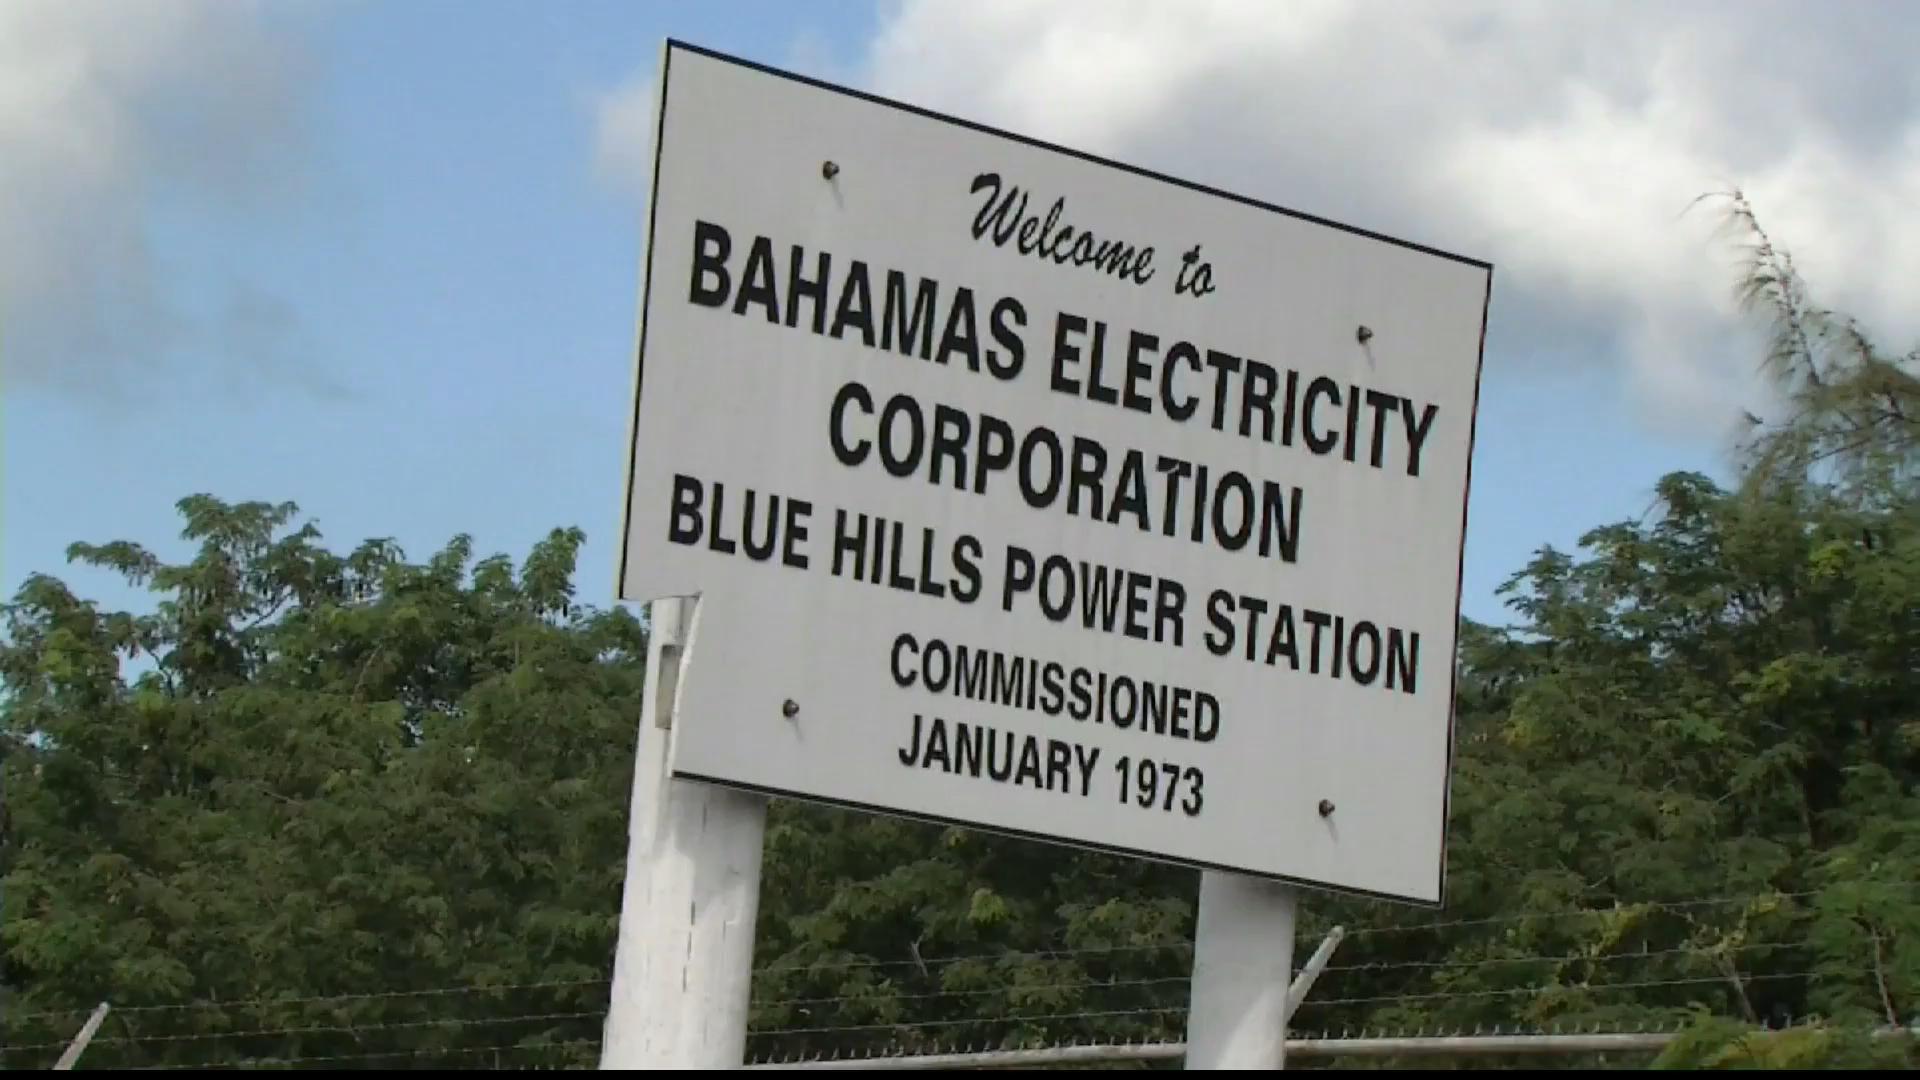 Welcome to
BAHAMAS ELECTRICITY
CORPORATION
BLUE HILLS POWER STATION
COMMISSIONED
JANUARY 1973